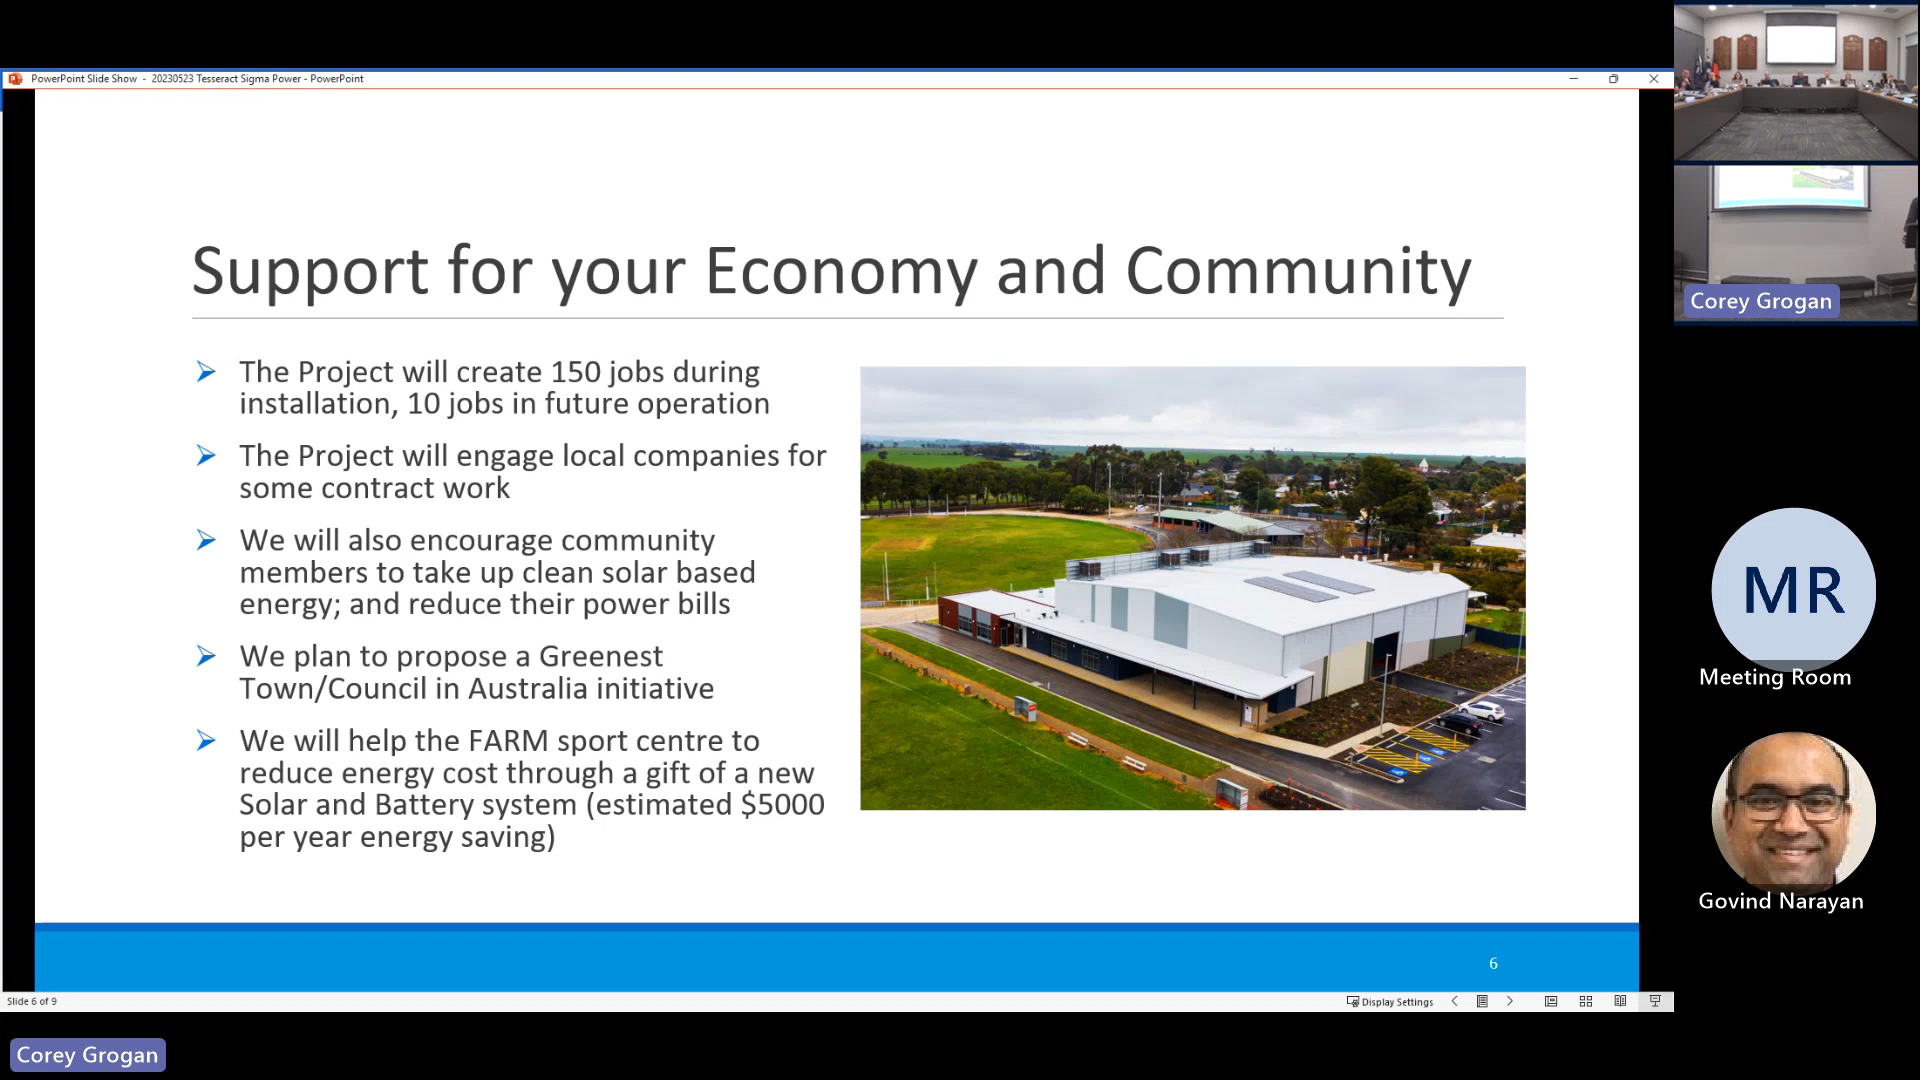 PowerPoint Slide Show - 20230523 Tesseract Sigma Power - PowerPoint
Support for your Economy and Community
The Project will create 150 jobs during
installation, 10 jobs in future operation
The Project will engage local companies for
some contract work
We will also encourage community
members to take up clean solar based
energy; and reduce their power bills
We plan to propose a Greenest
Town/Council in Australia initiative
We will help the FARM sport centre to
reduce energy cost through a gift of a new
Solar and Battery system (estimated $5000
per year energy saving)
6
Slide 6 of 9
Display Settings
Corey Grogan
Corey Grogan
MR
Meeting Room
Govind Narayan